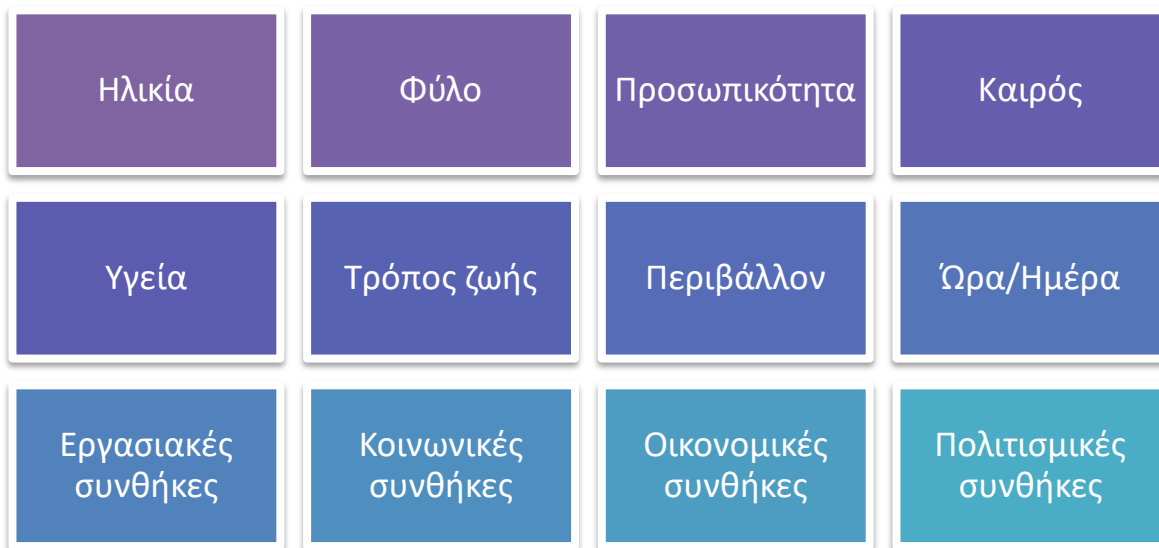 Ηλικία
Φύλο
Προσωπικότητα
Καιρός
Υγεία
Τρόπος ζωής
Περιβάλλον
Ώρα/Ημέρα
Εργασιακές
συνθήκες
Κοινωνικές
συνθήκες
Οικονομικές
συνθήκες
Πολιτισμικές
συνθήκες